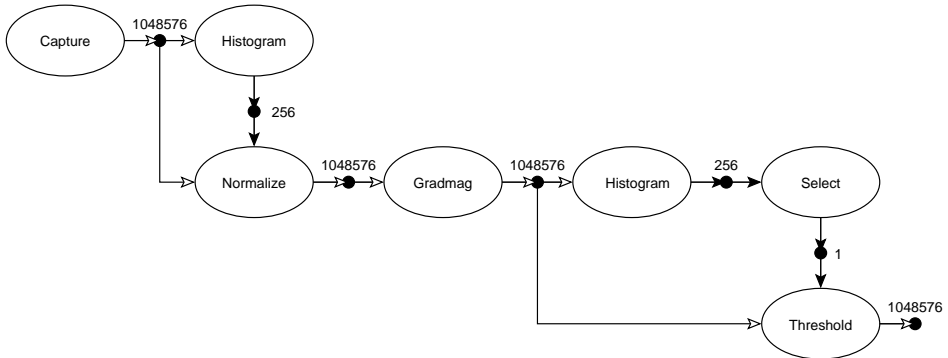 1048576
Capture
Histogram
256
Normalize
1048576
Gradmag
1048576
Histogram
256
Select
1
Threshold
1048576